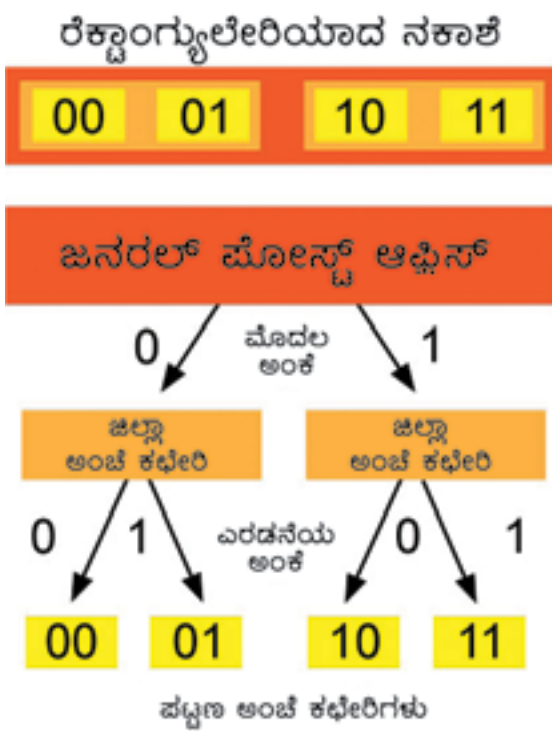 ರೆಕ್ಟಾಂಗ್ಯುಲೇರಿಯಾದ ನಕಾಶೆ
00 01 10 11
ಜನರಲ್ ಪೋಸ್ಟ್ ಆಫ಼ಿಸ್
0 ಮೊದಲ ಅಂಕೆ 1
ಜಿಲ್ಲಾ ಅಂಚೆ ಕಛೇರಿ
ಜಿಲ್ಲಾ ಅಂಚೆ ಕಛೇರಿ
0 1 ಎರಡನೆಯ ಅಂಕೆ 0 1
00 01 10 11
ಪಟ್ಟಣ ಅಂಚೆ ಕಛೇರಿಗಳು